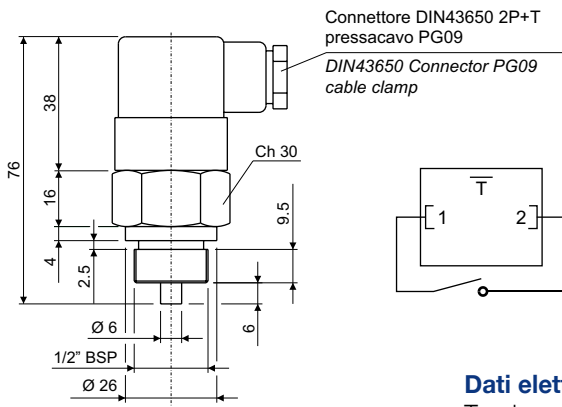 Connettore DIN43650 2P+T
pressacavo PG09
DIN43650 Connector PG09
cable clamp
Ch 30
76
38
16
4
2.5
9.5
6
Ø 6
1/2” BSP
Ø 26
T
1
2
Dati elett